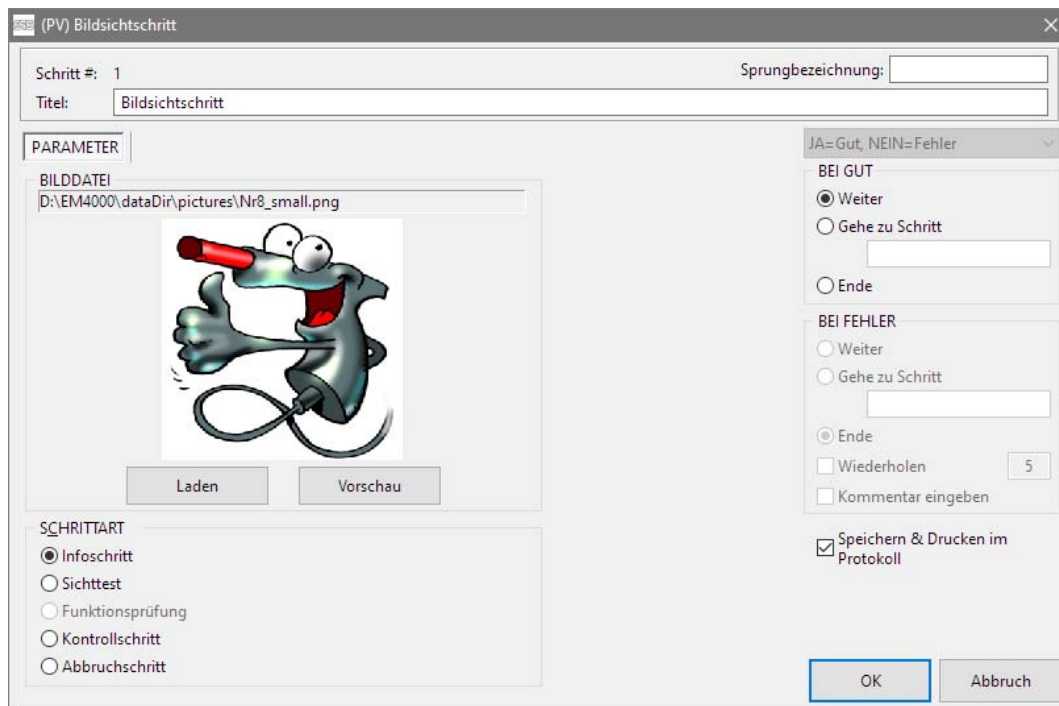 (PV) Bildsichtschritt
Schritt #: 1
Sprungbezeichnung:
Titel: Bildsichtschritt
PARAMETER
BILDDATEI
D:\EM4000\dataDir\pictures\Nr8_small.png
Laden
Vorschau
SCHRITTART
Infoschritt
Sichttest
Funktionsprüfung
Kontrollschritt
Abbruchschritt
JA=Gut, NEIN=Fehler
BEI GUT
Weiter
Gehe zu Schritt
Ende
BEI FEHLER
Weiter
Gehe zu Schritt
Ende
Wiederholen 5
Kommentar eingeben
Speichern & Drucken im
Protokoll
OK
Abbruch